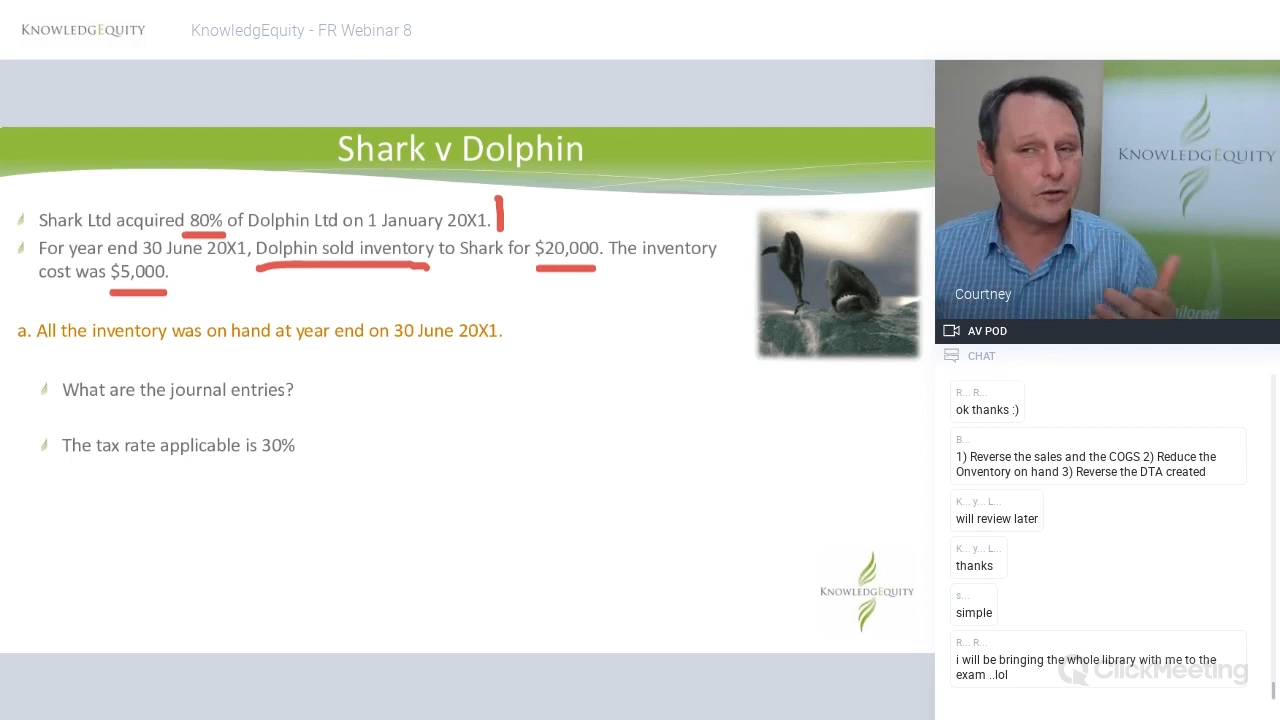 KNOWLEDGEQUITY
KnowledgEquity - FR Webinar 8
Shark v Dolphin
Shark Ltd acquired 80% of Dolphin Ltd on 1 January 20X1.
For year end 30 June 20X1, Dolphin sold inventory to Shark for $20,000. The inventory
cost was $5,000.
a. All the inventory was on hand at year end on 30 June 20X1.
What are the journal entries?
The tax rate applicable is 30%
KNOWLEDGEQUITY
KNOWLEDGEQUITY
Courtney
AV POD
CHAT
R... R...
ok thanks :)
B...
1) Reverse the sales and the COGS 2) Reduce the
Onventory on hand 3) Reverse the DTA created
K... y... L...
will review later
K... y... L...
thanks
s...
simple
R... R...
i will be bringing the whole library with me to the
exam ..lol
ClickMeeting